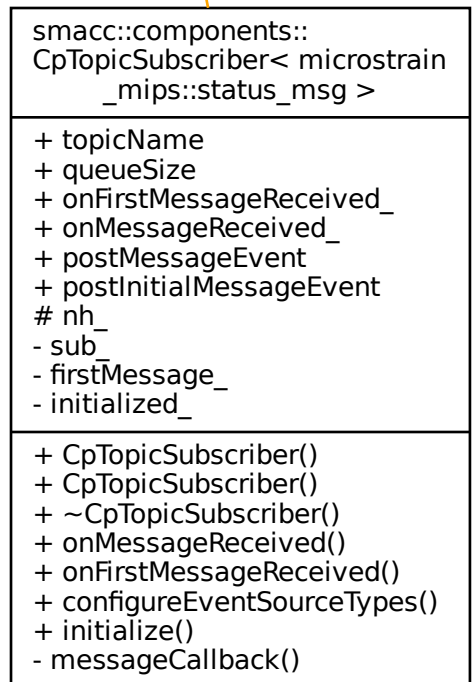 smacc::components::
CpTopicSubscriber< microstrain
_mips::status_msg >
+ topicName
+ queueSize
+ onFirstMessageReceived_
+ onMessageReceived_
+ postMessageEvent
+ postInitialMessageEvent
# nh_
- sub_
- firstMessage_
- initialized_
+ CpTopicSubscriber()
+ CpTopicSubscriber()
+ ~CpTopicSubscriber()
+ onMessageReceived()
+ onFirstMessageReceived()
+ configureEventSourceTypes()
+ initialize()
- messageCallback()